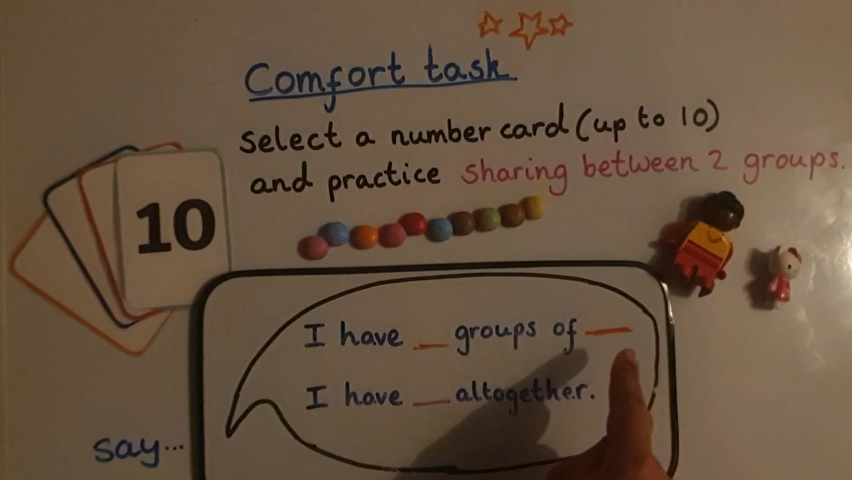 Comfort task
Select a number card (up to 10)
and practice sharing between 2 groups.
10
I have __ groups of __
I have __ altogether.
say...